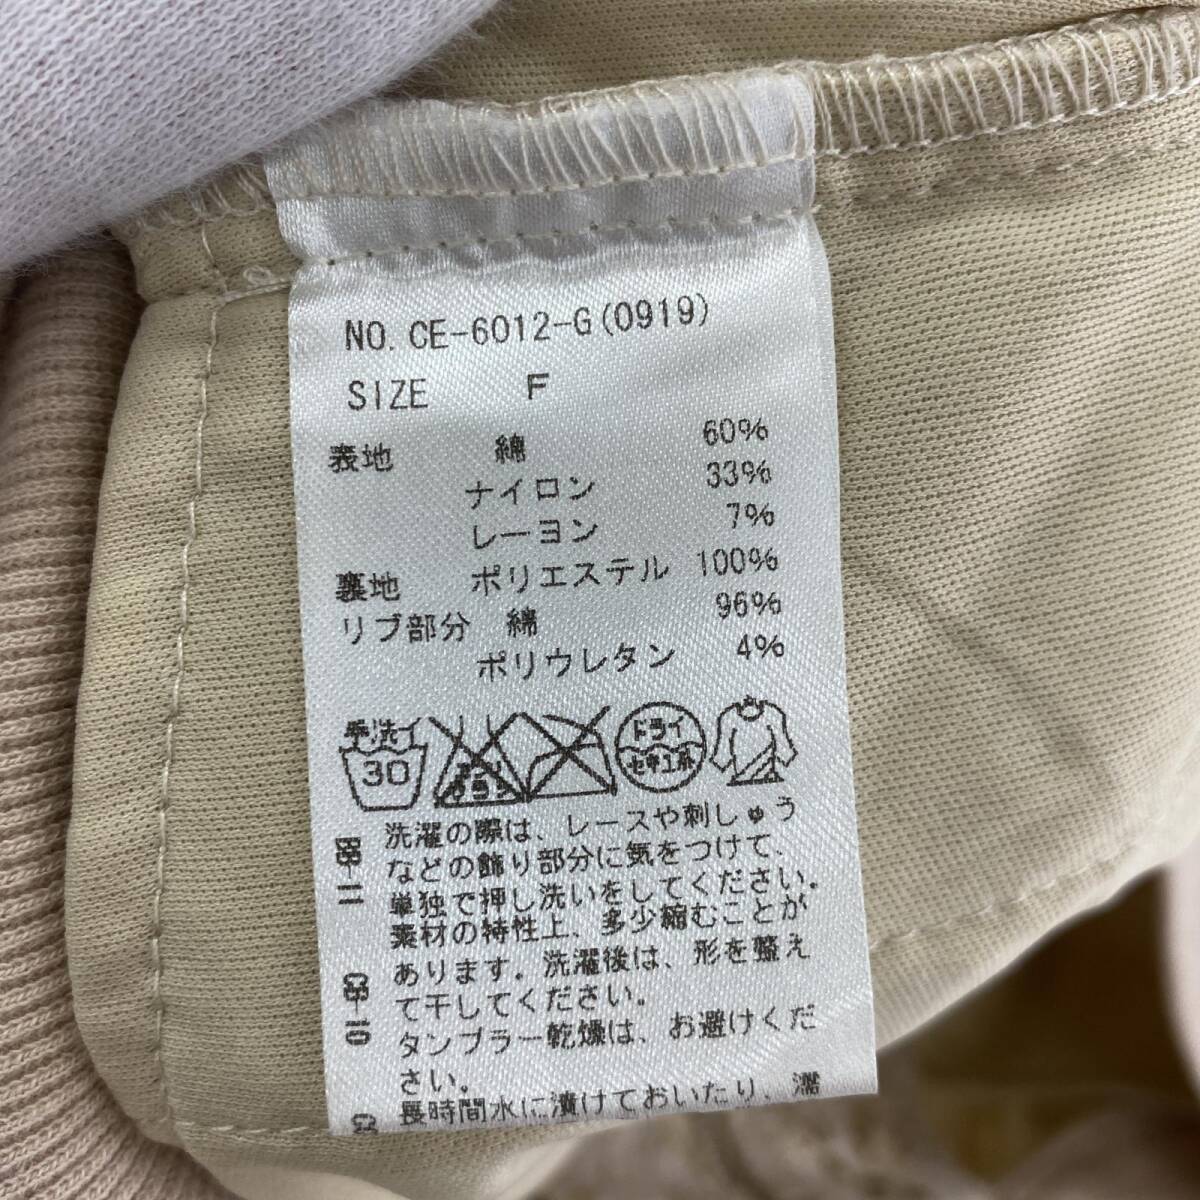 NO. CE-6012-G(0919)
SIZE F
表地 綿 60%
ナイロン 33%
レーヨン 7%
裏地 ポリエステル 100%
リブ部分 綿 96%
ポリウレタン 4%
手洗イ
30
ドライ
セキユ系
洗濯の際は、レースや刺しゅう
などの飾り部分に気をつけて、
単独で押し洗いをしてください。
素材の特性上、多少縮むことが
あります。洗濯後は、形を整え
て干してください。
タンブラー乾燥は、お避けくだ
さい。
長時間水に漬けておいたり、濡